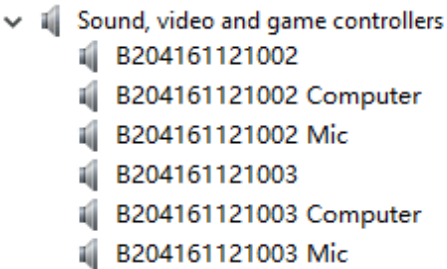 Sound, video and game controllers
B204161121002
B204161121002 Computer
B204161121002 Mic
B204161121003
B204161121003 Computer
B204161121003 Mic